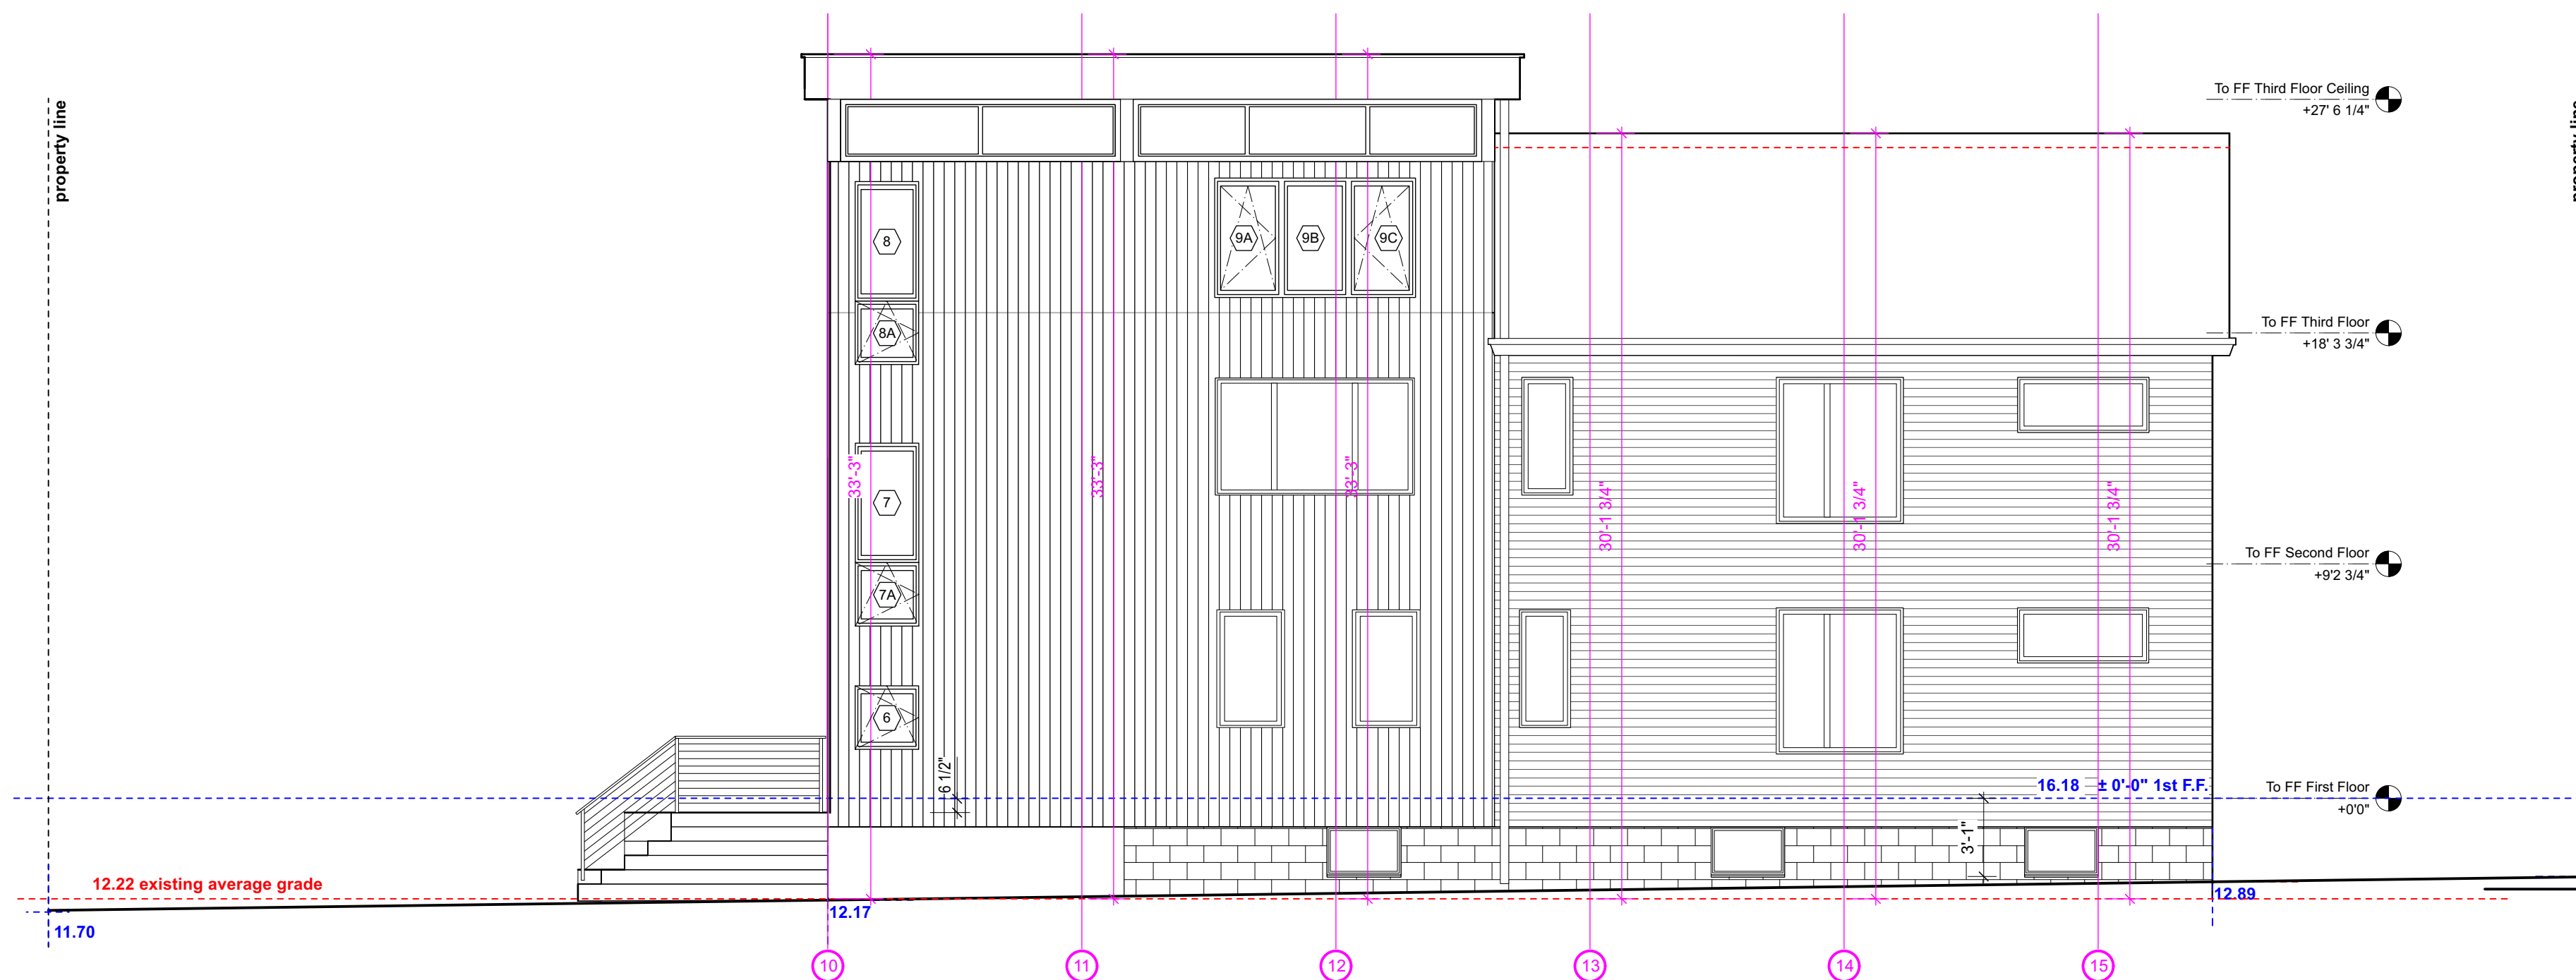 property line
property line
To FF Third Floor Ceiling
+27' 6 1/4"
To FF Third Floor
+18' 3 3/4"
To FF Second Floor
+9'2 3/4"
To FF First Floor
+0'0"
8
8A
7
7A
6
9A
9B
9C
33'-3"
33'-3"
33'-3"
30'-1 3/4"
30'-1 3/4"
30'-1 3/4"
6 1/2"
16.18 ± 0'-0" 1st F.F.
3'-1"
12.22 existing average grade
11.70
12.17
12.89
10
11
12
13
14
15